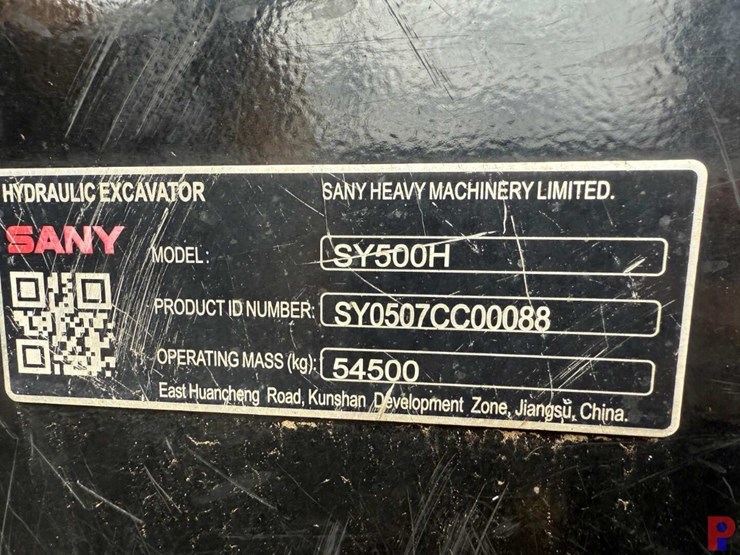 HYDRAULIC EXCAVATOR
SANY HEAVY MACHINERY LIMITED.
SANY
MODEL: SY500H
PRODUCT ID NUMBER: SY0507CC00088
OPERATING MASS (kg): 54500
East Huancheng Road, Kunshan Development Zone, Jiangsu, China.